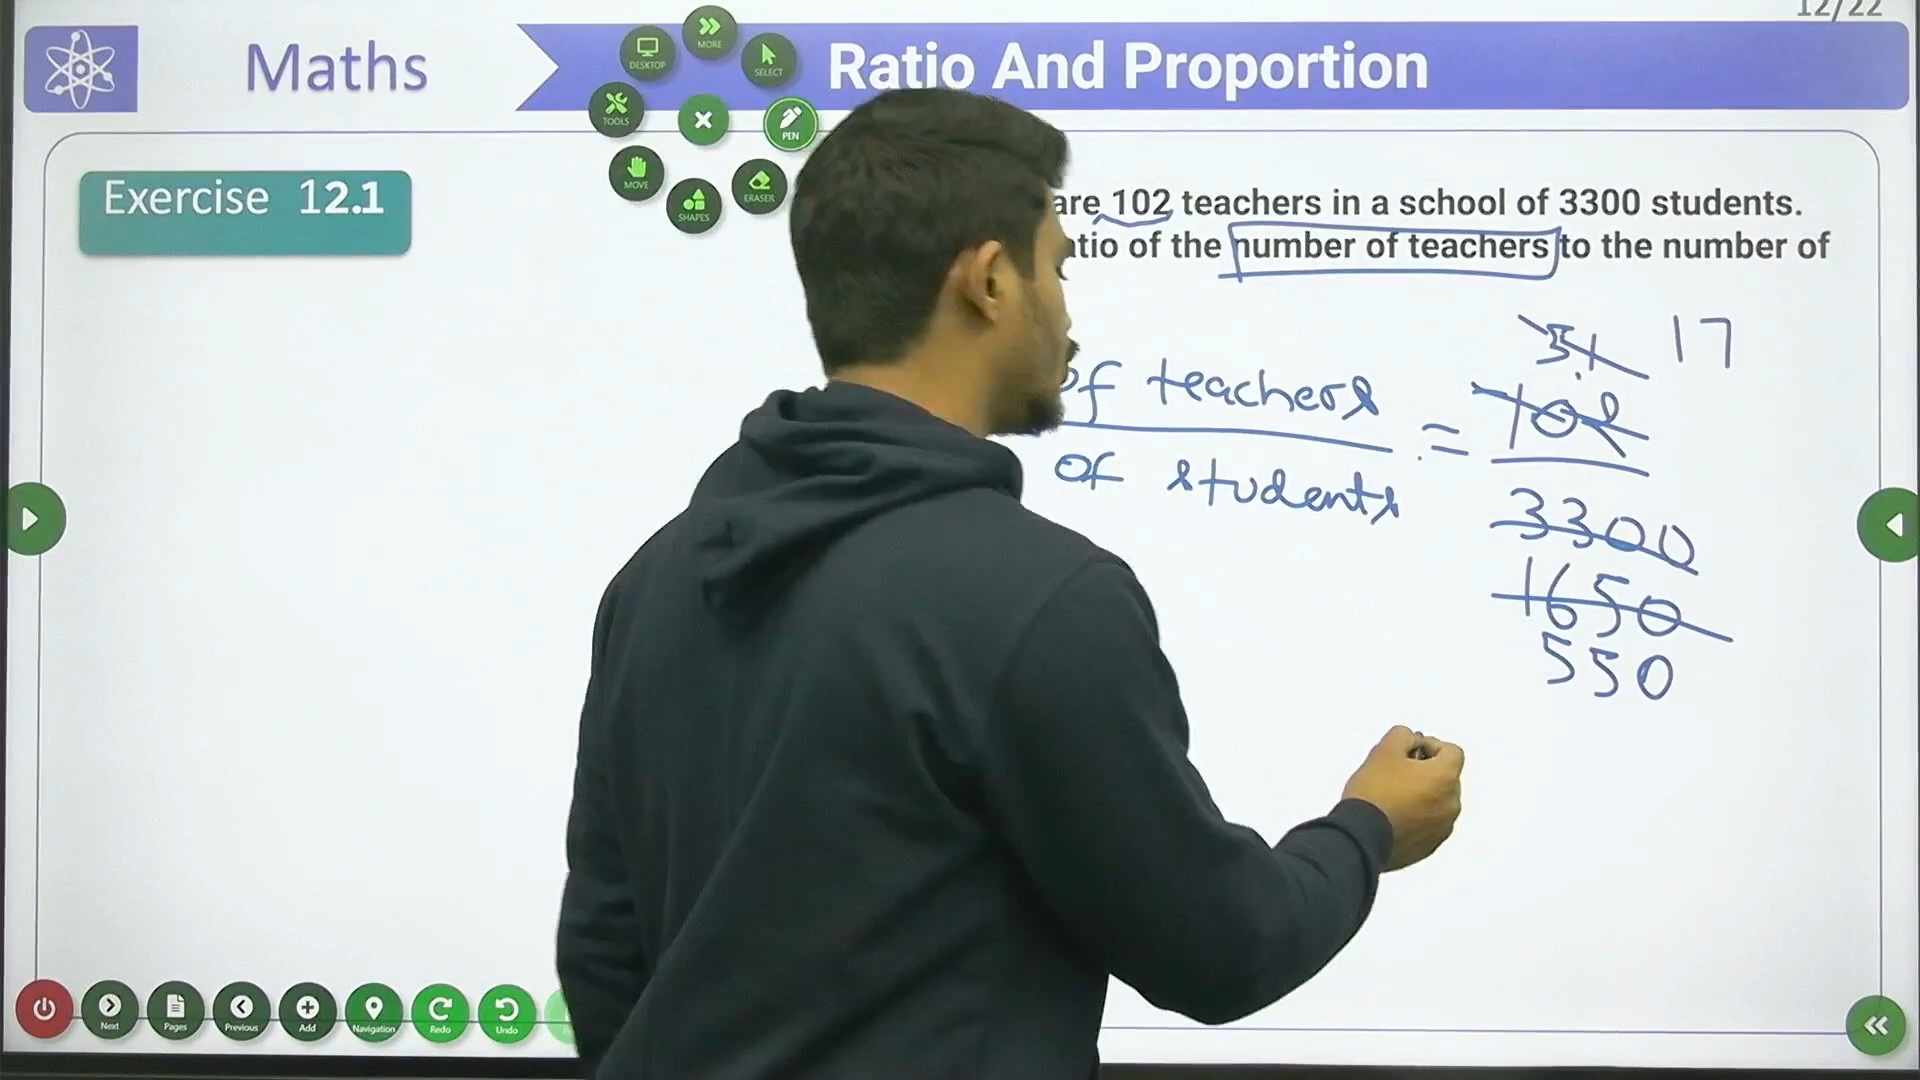 12/22
Maths
Ratio And Proportion
MORE
DESKTOP
SELECT
TOOLS
PEN
MOVE
ERASER
SHAPES
Exercise 12.1
are 102 teachers in a school of 3300 students.
of the number of teachers to the number of
51 17
of teachers = 102
of students 3300
1650
550
Next Pages Previous Add Navigation Redo Undo